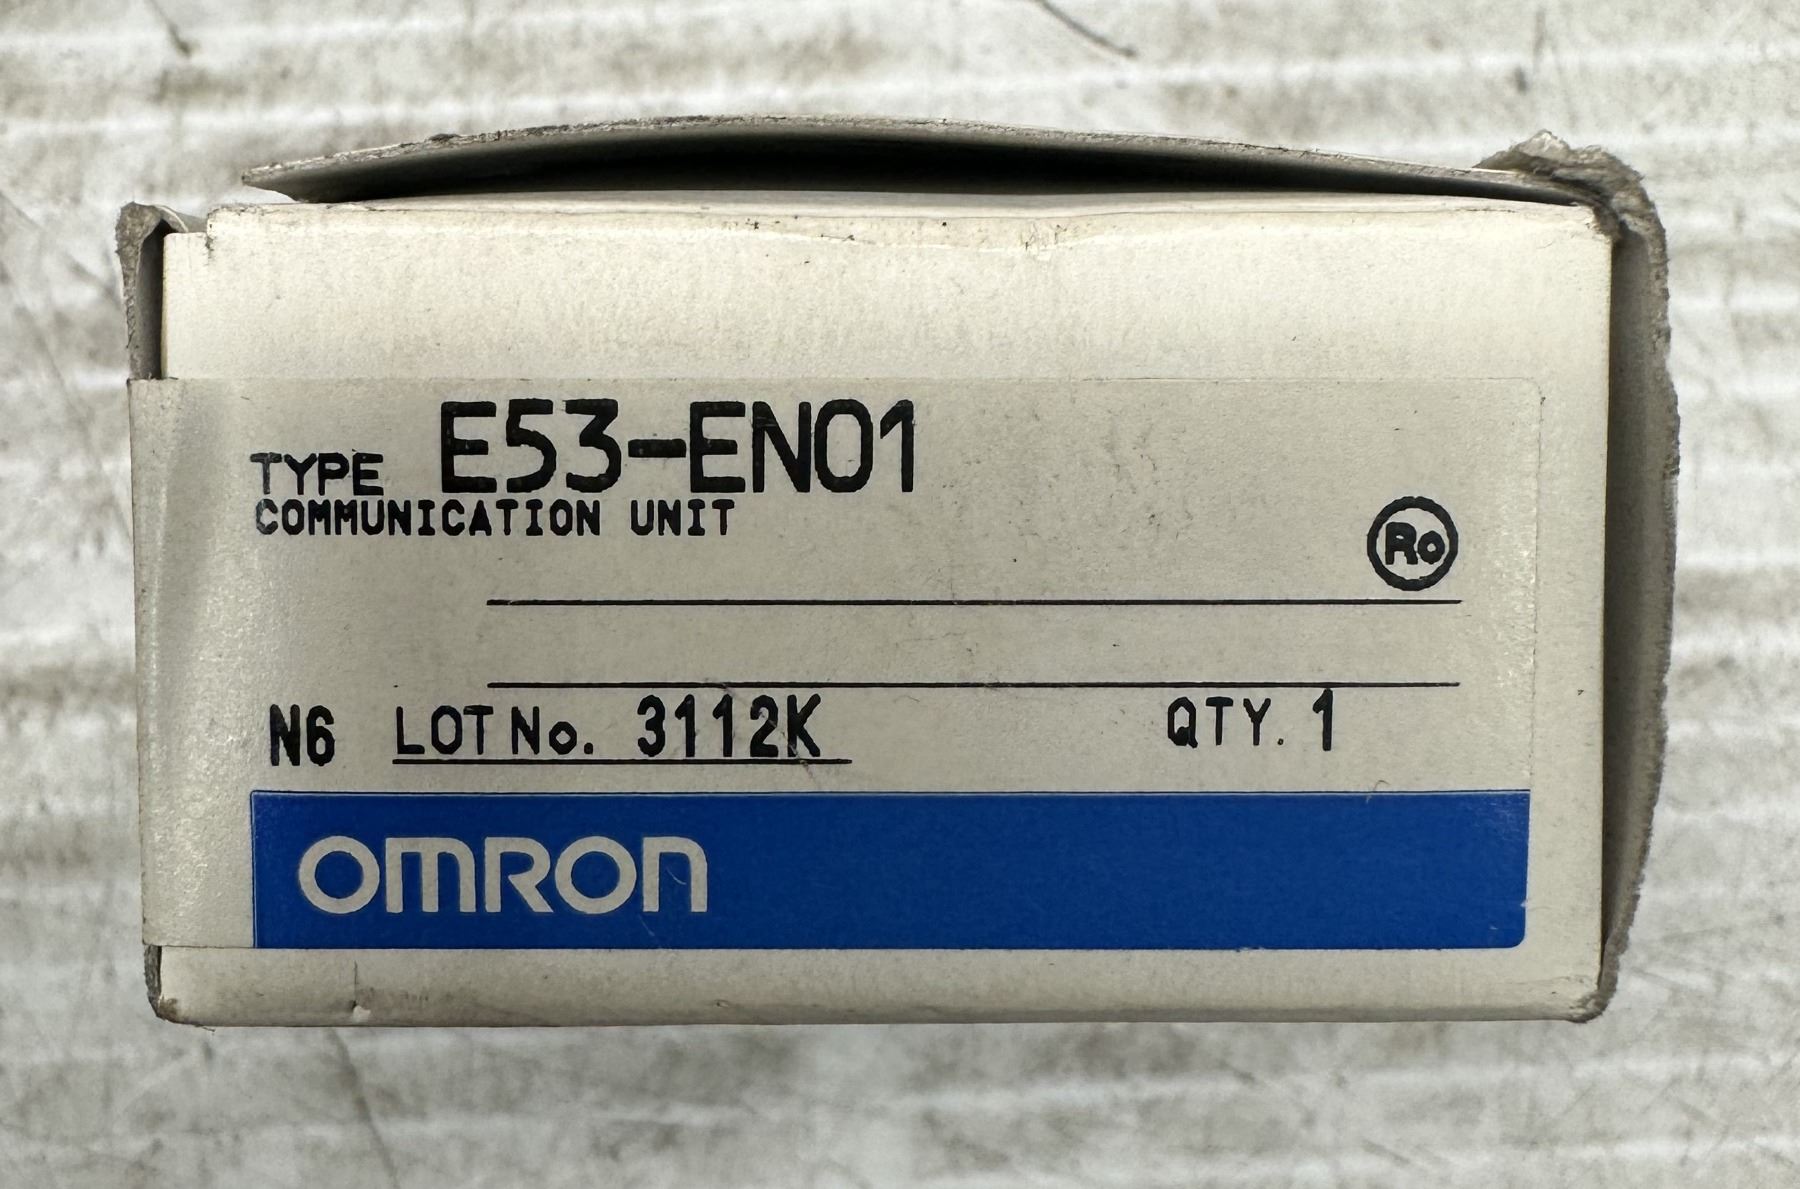 TYPE E53-EN01
COMMUNICATION UNIT
Ro
N6 LOT No. 3112K QTY. 1
OMRON